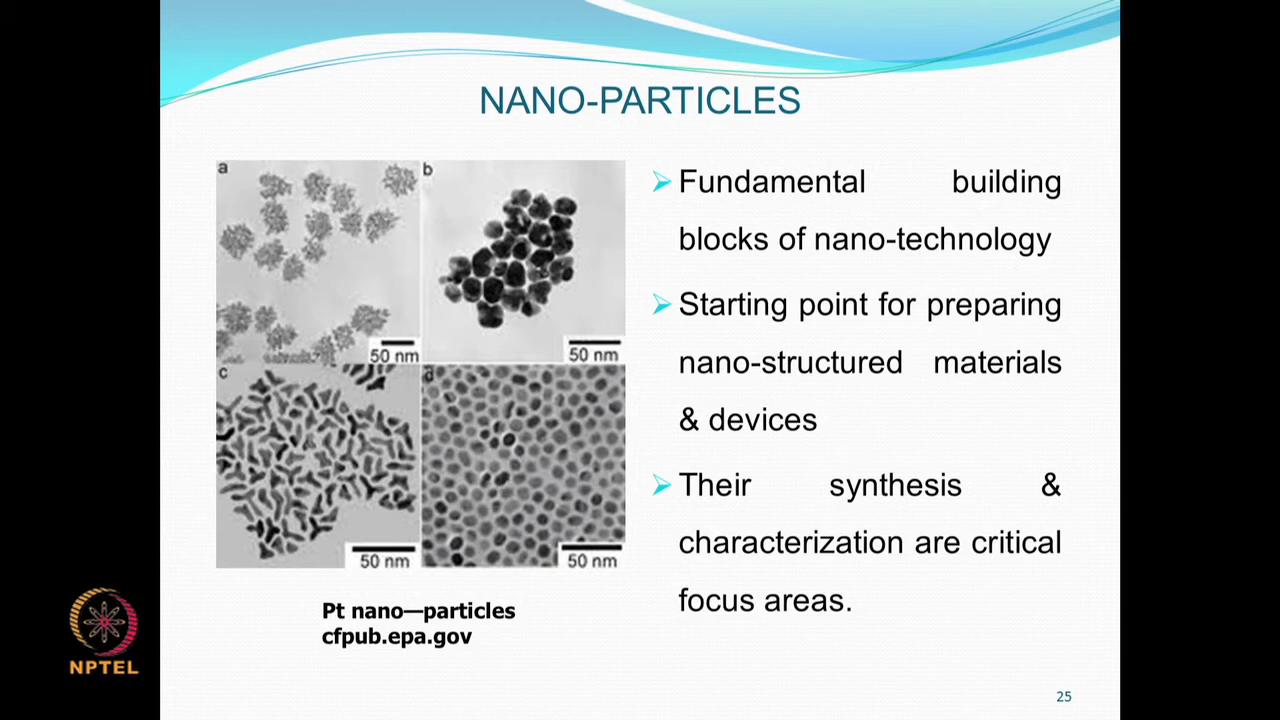 NANO-PARTICLES
a
b
50 nm
50 nm
c
d
50 nm
50 nm
Pt nano—particles
cfpub.epa.gov
➢Fundamental building
blocks of nano-technology
➢Starting point for preparing
nano-structured materials
& devices
➢Their synthesis &
characterization are critical
focus areas.
NPTEL
25